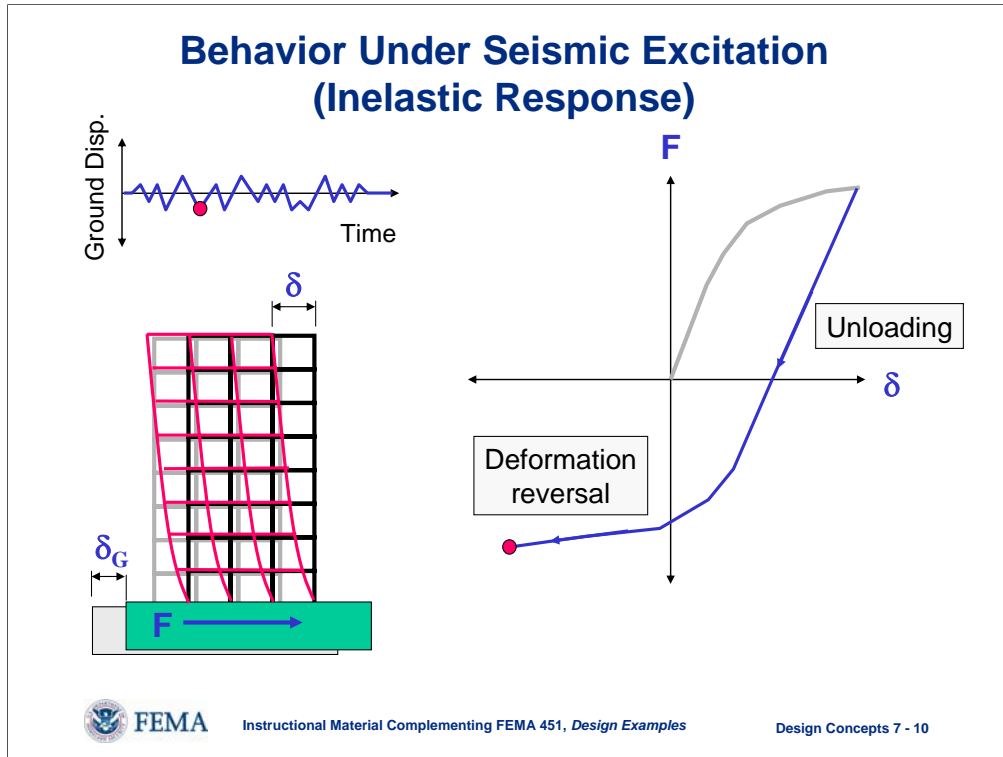 Behavior Under Seismic Excitation
(Inelastic Response)
Ground Disp.
Time
F
δ
Unloading
δ
Deformation
reversal
δG
F
FEMA
Instructional Material Complementing FEMA 451, Design Examples
Design Concepts 7 - 10